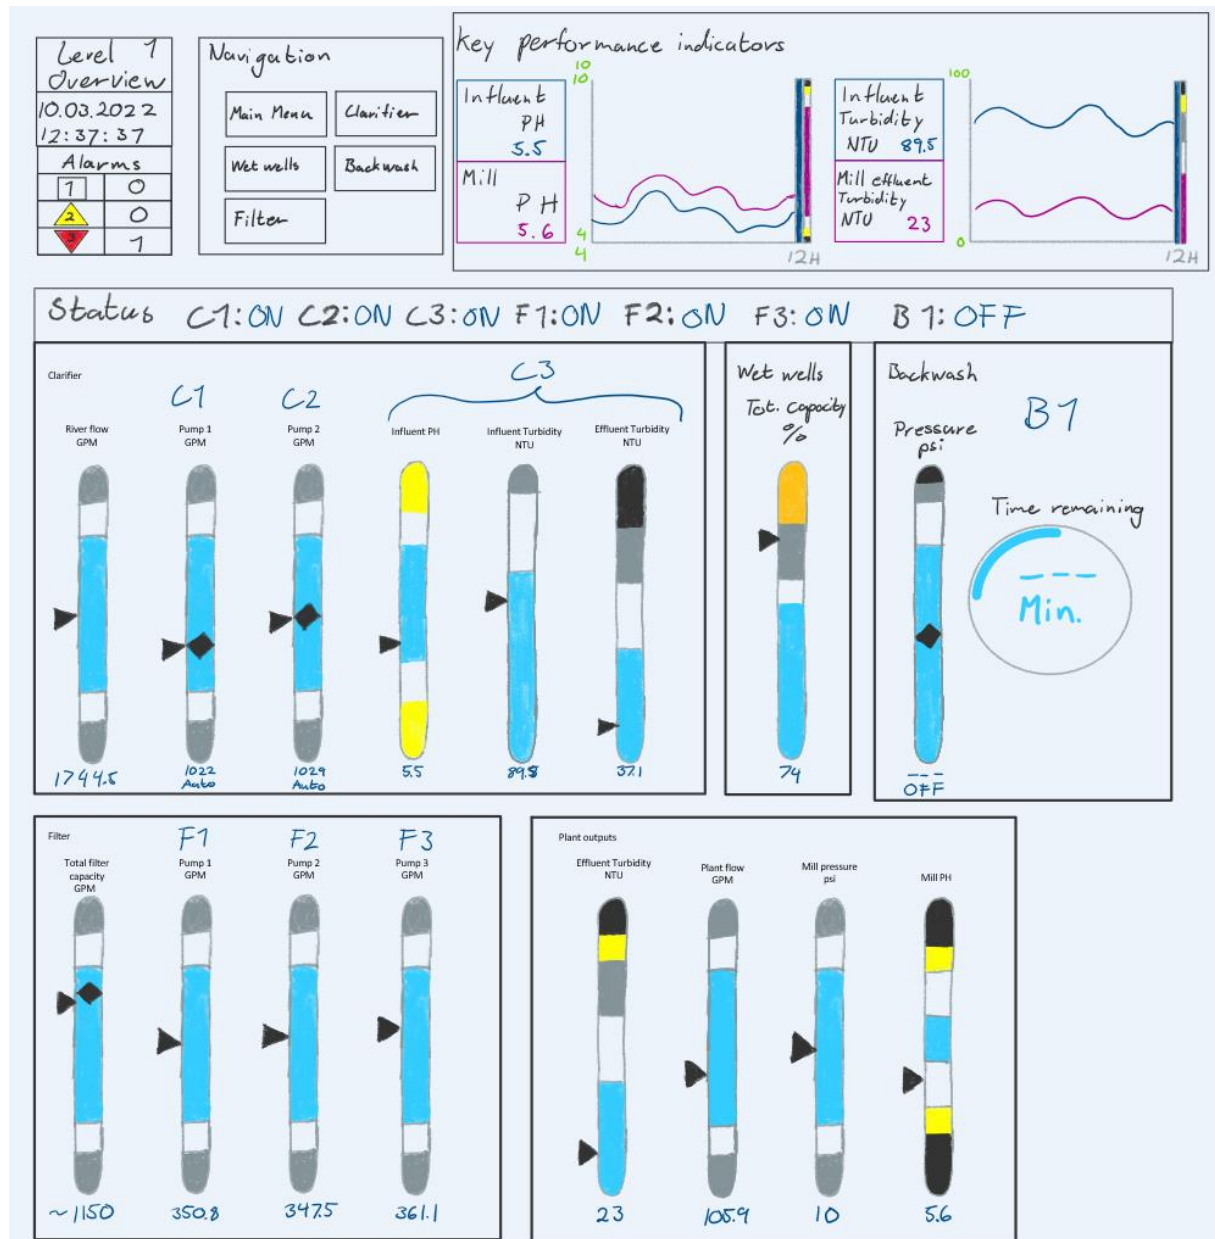 Level 1
Overview
10.03.2022
12:37:37
Alarms
1 0
2 0
3 1
Navigation
Main Menu Clarifier
Wet wells Backwash
Filter
Key performance indicators
Influent
PH
5.5
Mill
PH
5.6
10
10
4
4
12H
Influent
Turbidity
NTU 89.5
Mill effluent
Turbidity
NTU 23
100
0
12H
Status C1:ON C2:ON C3:ON F1:ON F2:ON F3:ON B1:OFF
Clarifier
C1 C2 C3
River flow
GPM
1744.5
Pump 1
GPM
1022
Auto
Pump 2
GPM
1029
Auto
Influent PH
5.5
Influent Turbidity
NTU
89.5
Effluent Turbidity
NTU
37.1
Wet wells
Tot. capacity
%
74
Backwash
B1
Pressure
psi
---
OFF
Time remaining
---
Min.
Filter
F1 F2 F3
Total filter
capacity
GPM
~1150
Pump 1
GPM
350.8
Pump 2
GPM
347.5
Pump 3
GPM
361.1
Plant outputs
Effluent Turbidity
NTU
23
Plant flow
GPM
105.9
Mill pressure
psi
10
Mill PH
5.6